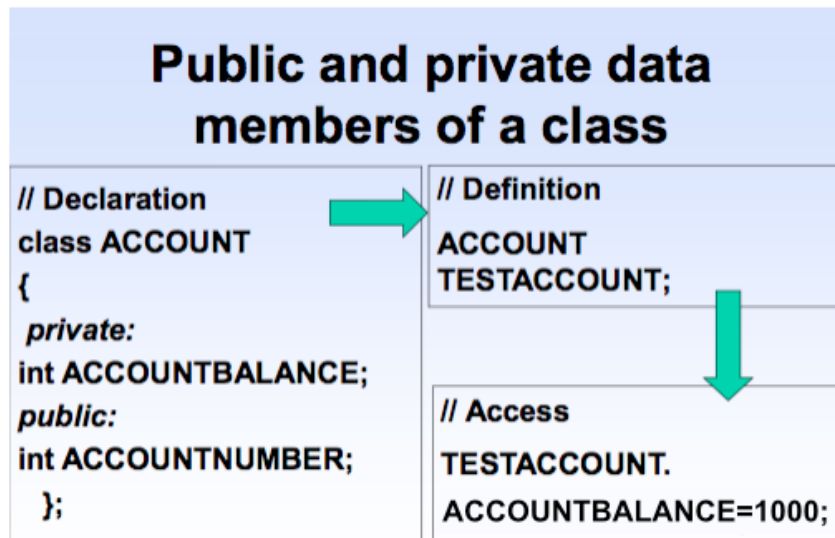 Public and private data
members of a class
// Declaration
class ACCOUNT
{
private:
int ACCOUNTBALANCE;
public:
int ACCOUNTNUMBER;
};
// Definition
ACCOUNT
TESTACCOUNT;
// Access
TESTACCOUNT.
ACCOUNTBALANCE=1000;